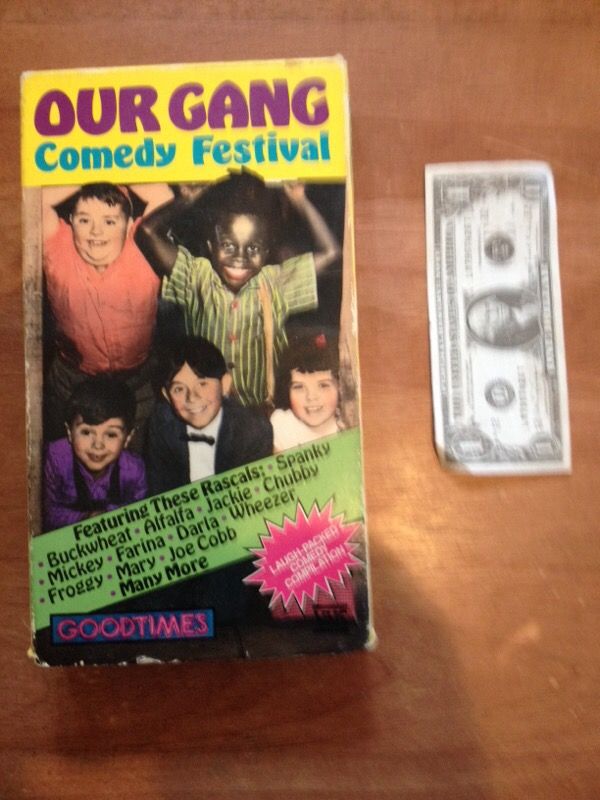 OUR GANG
Comedy Festival
Featuring These Rascals: • Spanky
• Buckwheat • Alfalfa • Jackie • Chubby
• Mickey • Farina • Darla • Wheezer
Froggy • Mary • Joe Cobb
• Many More
LAUGH-PACKED
COMEDY
COMPILATION
GOODTIMES